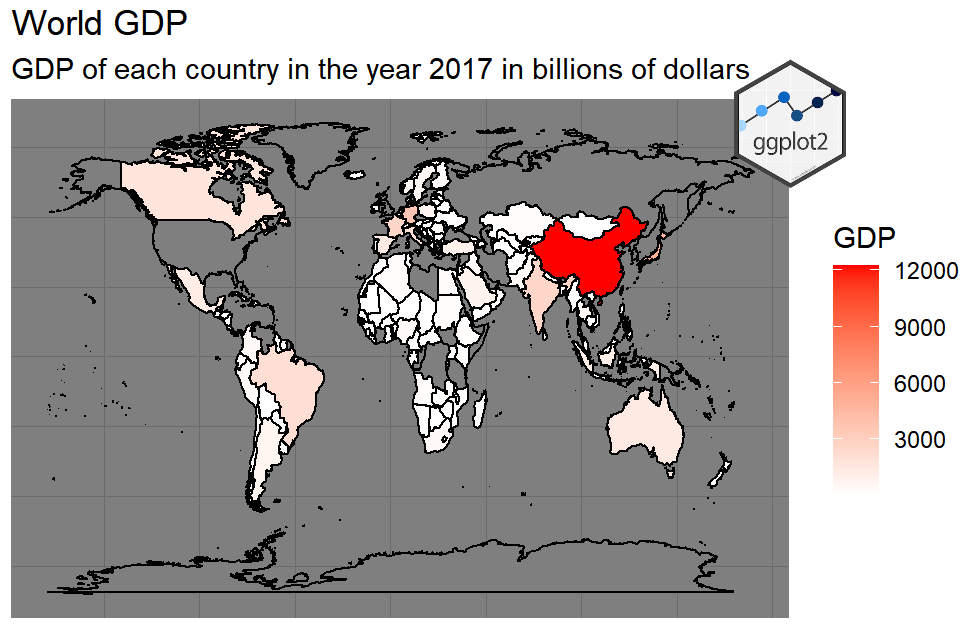 World GDP
GDP of each country in the year 2017 in billions of dollars
ggplot2
GDP
12000
9000
6000
3000